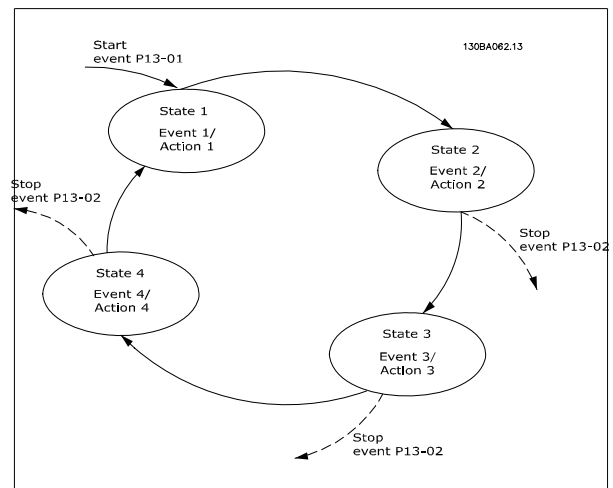 Start
event P13-01
130BA062.13
State 1
Event 1/
Action 1
State 2
Event 2/
Action 2
Stop
event P13-02
Stop
event P13-02
State 4
Event 4/
Action 4
State 3
Event 3/
Action 3
Stop
event P13-02